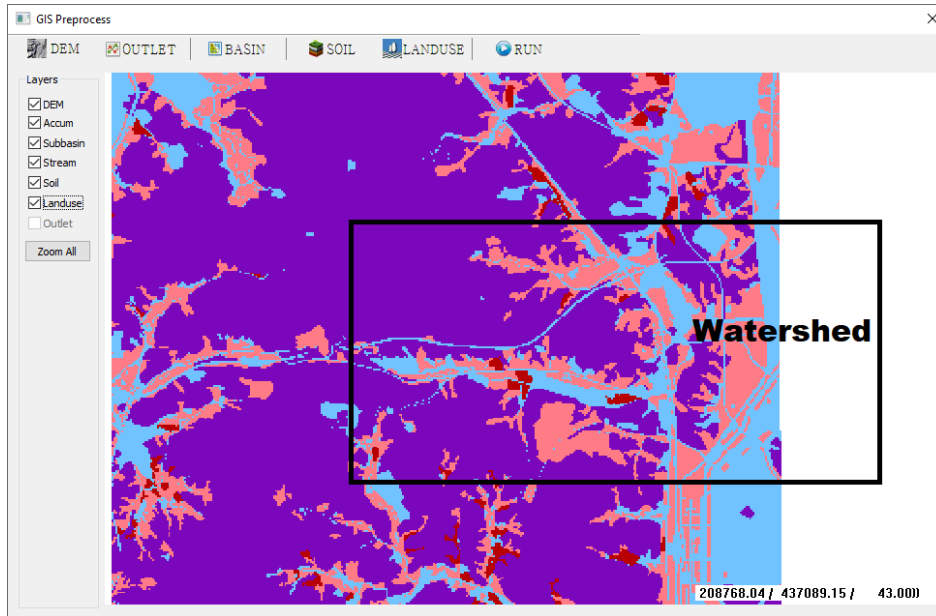 GIS Preprocess
DEM OUTLET BASIN SOIL LANDUSE RUN
Layers
DEM
Accum
Subbasin
Stream
Soil
Landuse
Outlet
Zoom All
Watershed
208768.04 / 437089.15 / 43.00))